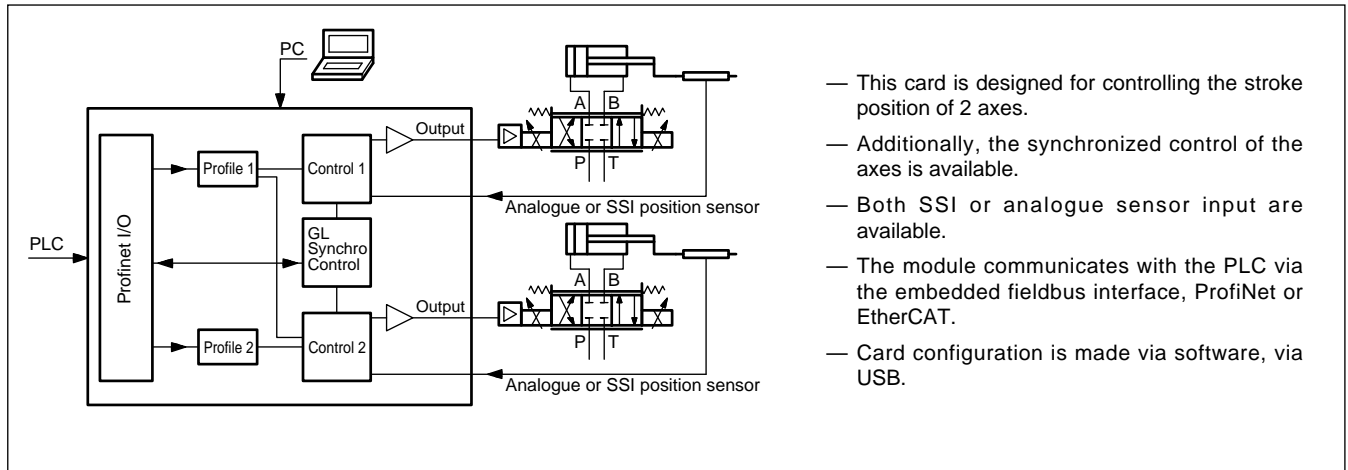 PC
PLC
Profinet I/O
Profile 1
Control 1
Output
A B
P T
Analogue or SSI position sensor
GL
Synchro
Control
Profile 2
Control 2
Output
A B
P T
Analogue or SSI position sensor
— This card is designed for controlling the stroke
position of 2 axes.
— Additionally, the synchronized control of the
axes is available.
— Both SSI or analogue sensor input are
available.
— The module communicates with the PLC via
the embedded fieldbus interface, ProfiNet or
EtherCAT.
— Card configuration is made via software, via
USB.